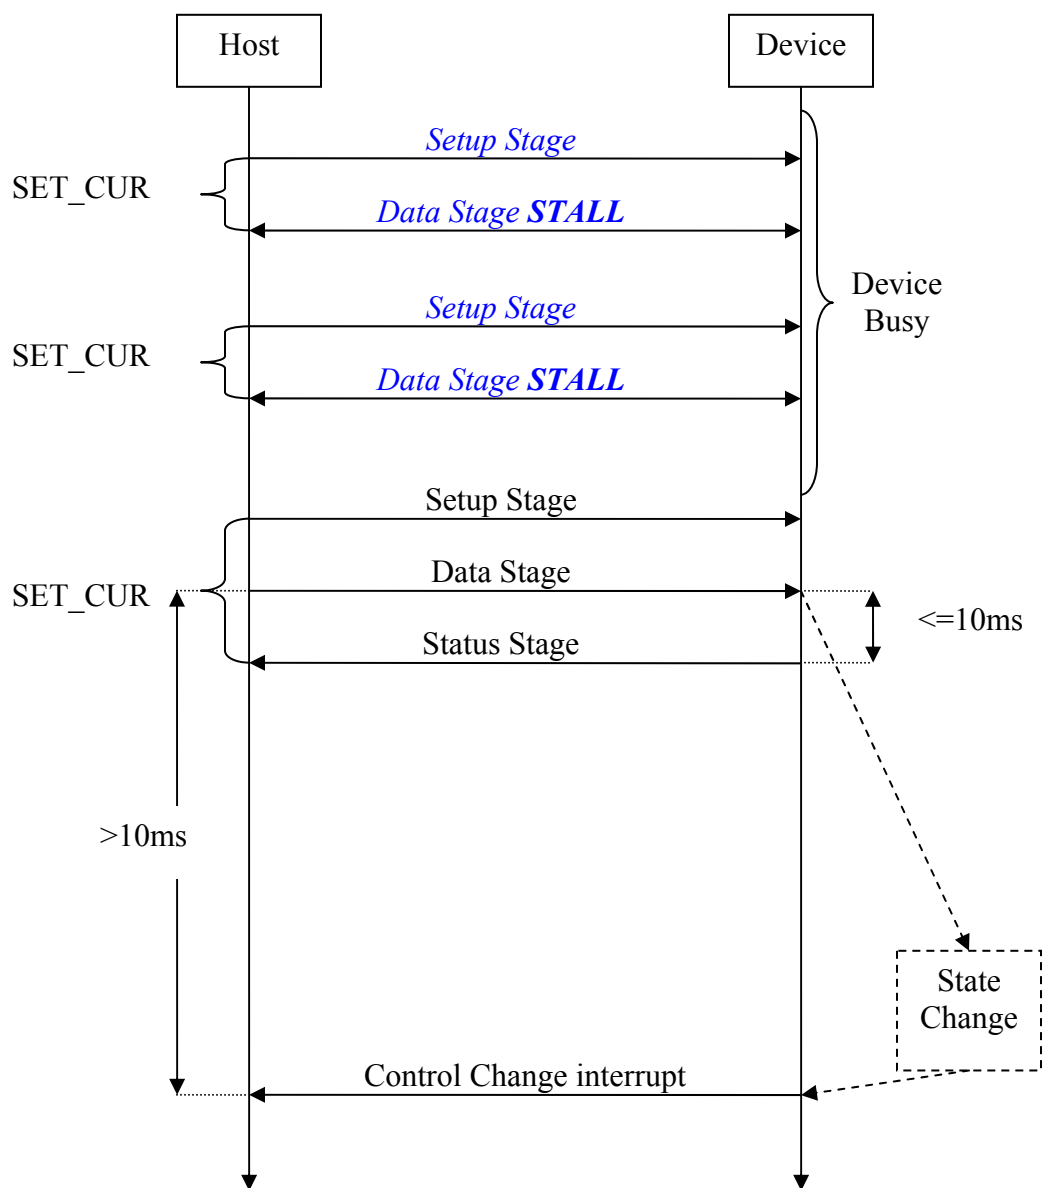 Host
Device
Setup Stage
SET_CUR
Data Stage STALL
Device
Busy
Setup Stage
SET_CUR
Data Stage STALL
Setup Stage
Data Stage
SET_CUR
<=10ms
Status Stage
>10ms
State
Change
Control Change interrupt